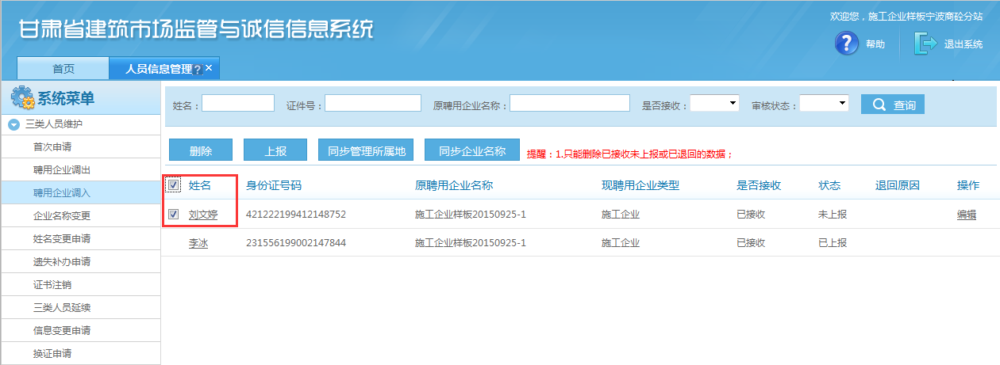 甘肃省建筑市场监管与诚信信息系统
欢迎您，施工企业样板宁波商砼分站
? 帮助 退出系统
首页 人员信息管理 ? ×
系统菜单
三类人员维护
首次申请
聘用企业调出
聘用企业调入
企业名称变更
姓名变更申请
遗失补办申请
证书注销
三类人员延续
信息变更申请
换证申请
姓名： 证件号： 原聘用企业名称： 是否接收： 审核状态： 查询
删除 上报 同步管理所属地 同步企业名称 提醒：1.只能删除已接收未上报或已退回的数据；
姓名 身份证号码 原聘用企业名称 现聘用企业类型 是否接收 状态 退回原因 操作
刘文婷 421222199412148752 施工企业样板20150925-1 施工企业 已接收 未上报 编辑
李冰 231556199002147844 施工企业样板20150925-1 施工企业 已接收 已上报